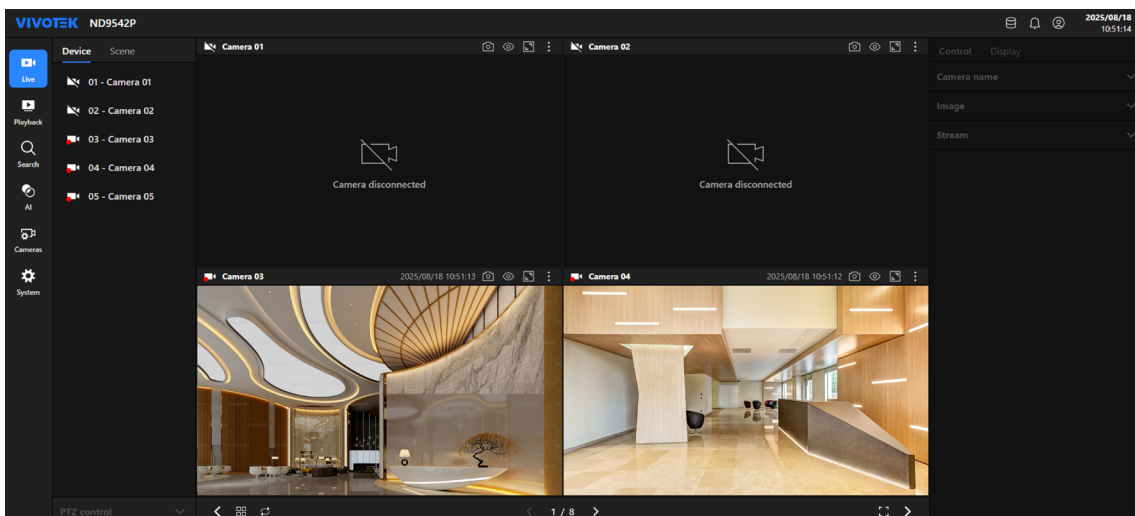 VIVOTEK ND9542P
2025/08/18
10:51:14
Live
Playback
Search
AI
Cameras
System
Device Scene
01 - Camera 01
02 - Camera 02
03 - Camera 03
04 - Camera 04
05 - Camera 05
PTZ control
Camera 01
Camera disconnected
Camera 02
Camera disconnected
Camera 03 2025/08/18 10:51:13
Camera 04 2025/08/18 10:51:12
1 / 8
Control Display
Camera name
Image
Stream